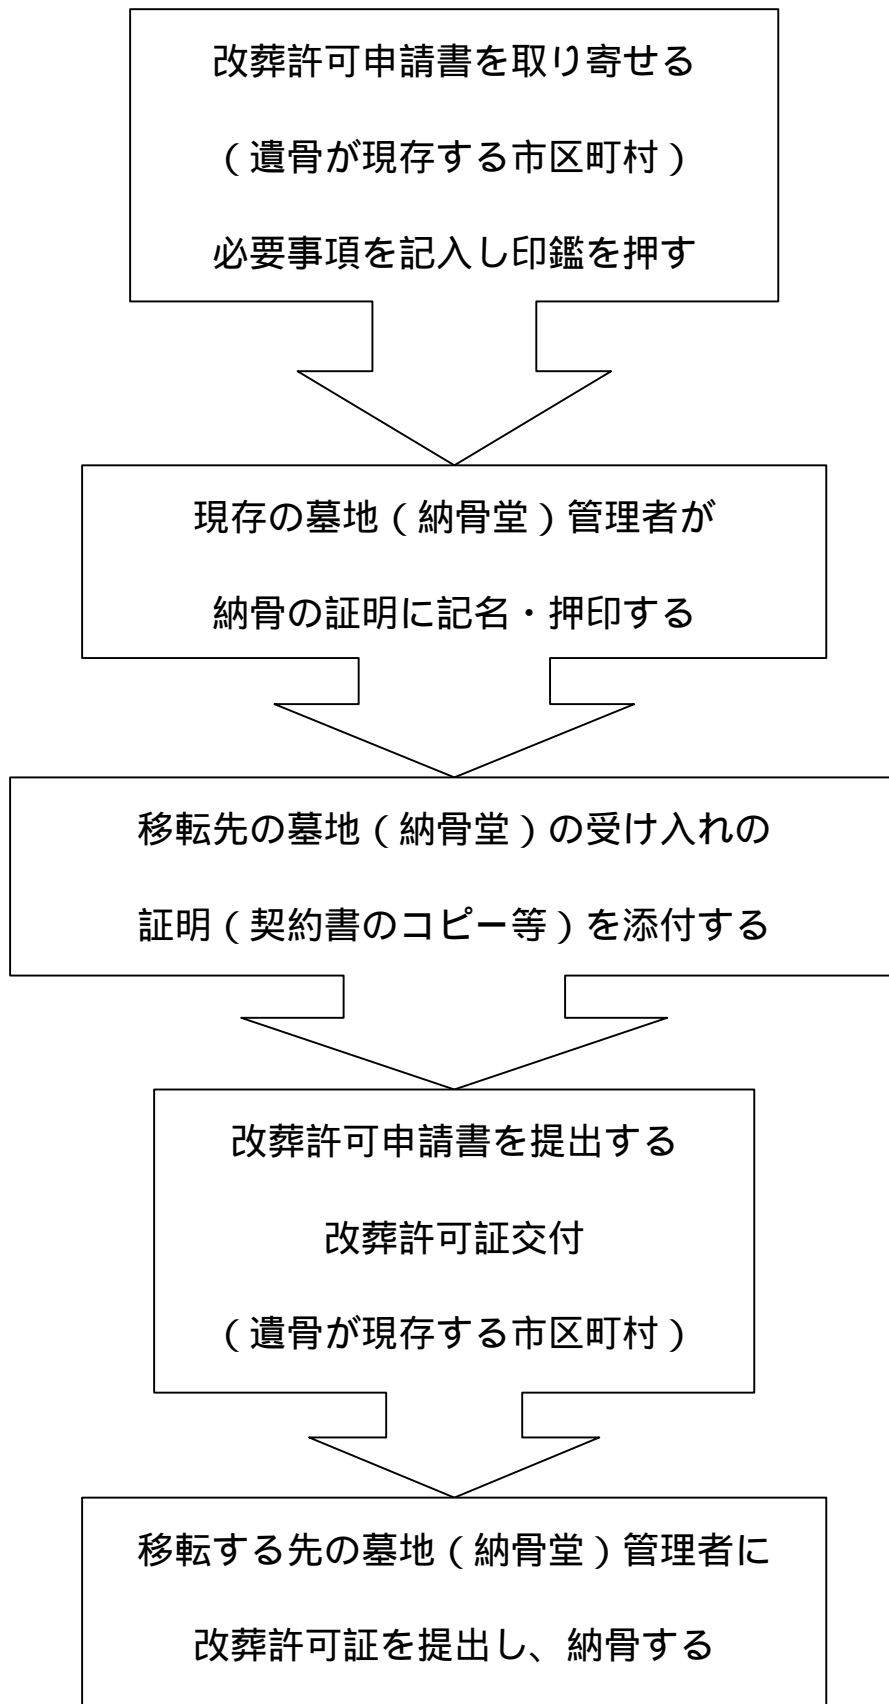 改葬許可申請書を取り寄せる
（遺骨が現存する市区町村）
必要事項を記入し印鑑を押す
現存の墓地（納骨堂）管理者が
納骨の証明に記名・押印する
移転先の墓地（納骨堂）の受け入れの
証明（契約書のコピー等）を添付する
改葬許可申請書を提出する
改葬許可証交付
（遺骨が現存する市区町村）
移転する先の墓地（納骨堂）管理者に
改葬許可証を提出し、納骨する